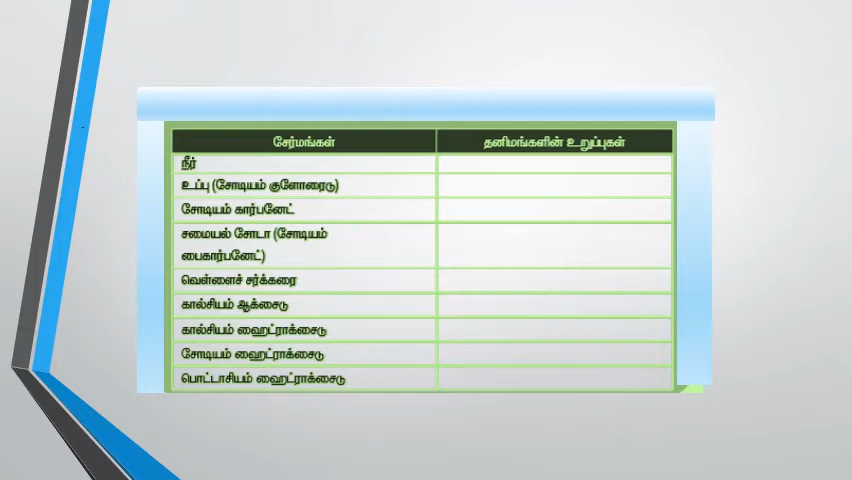 சேர்மங்கள் தனிமங்களின் உறுப்புகள்
நீர்
உப்பு (சோடியம் குளோரைடு)
சோடியம் கார்பனேட்
சமையல் சோடா (சோடியம்
பைகார்பனேட்)
வெள்ளைச் சர்க்கரை
கால்சியம் ஆக்சைடு
கால்சியம் ஹைட்ராக்சைடு
சோடியம் ஹைட்ராக்சைடு
பொட்டாசியம் ஹைட்ராக்சைடு